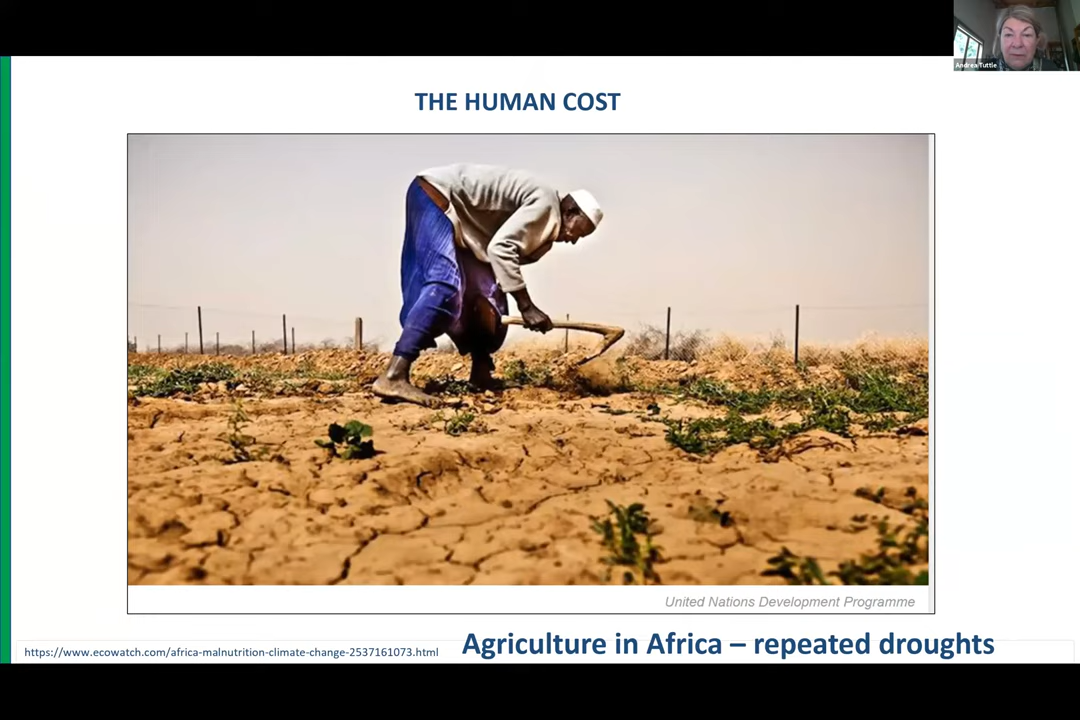 Andrea Tuttle
THE HUMAN COST
United Nations Development Programme
https://www.ecowatch.com/africa-malnutrition-climate-change-2537161073.html
Agriculture in Africa – repeated droughts